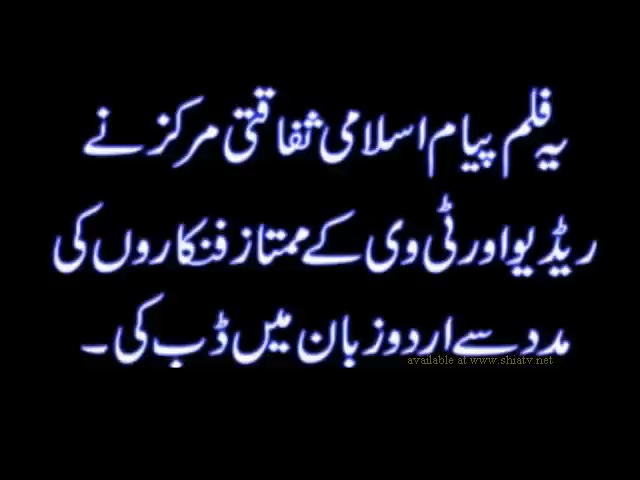 یہ فلم پیام اسلامی ثقافتی مرکز نے
ریڈیو اور ٹی وی کے ممتاز فنکاروں کی
مدد سے اردو زبان میں ڈب کی ۔
available at www.shiatv.net